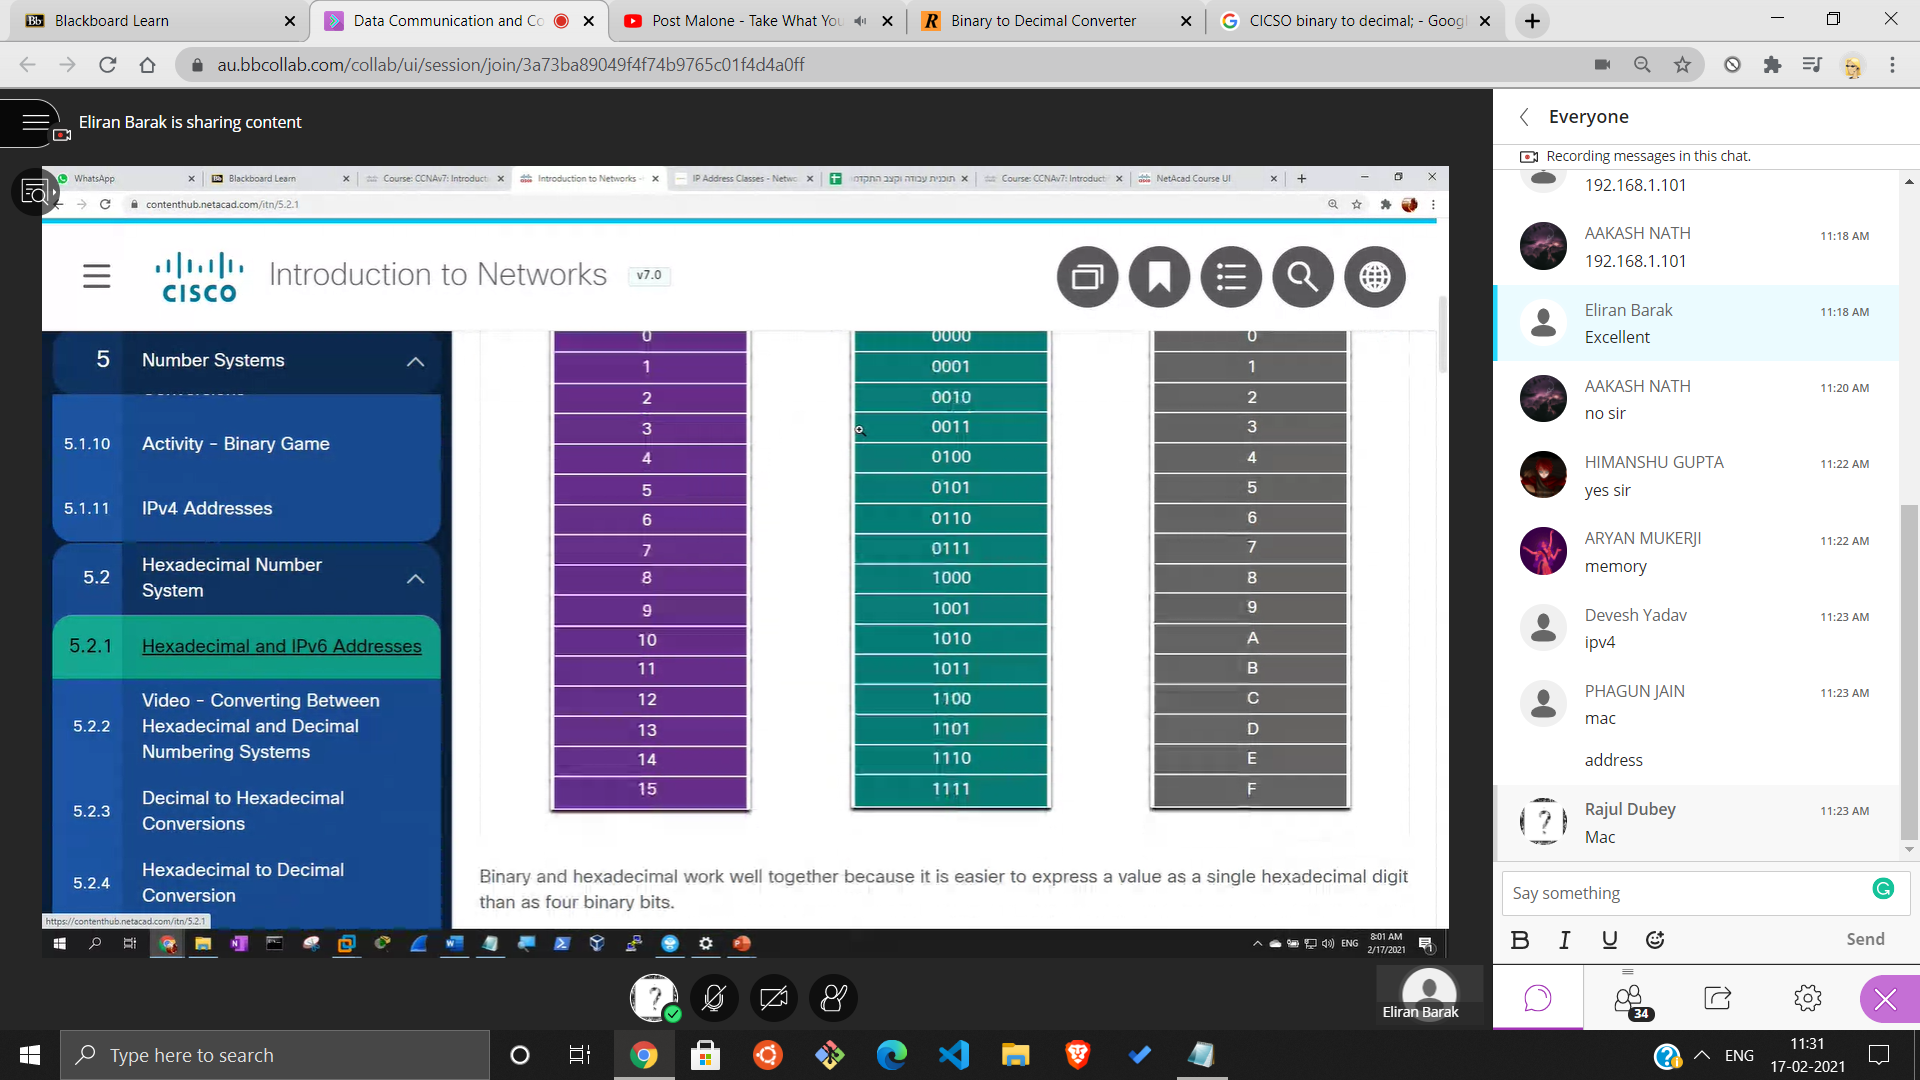 Blackboard Learn
Data Communication and Co
Post Malone - Take What You
Binary to Decimal Converter
CICSO binary to decimal; - Googl
au.bbcollab.com/collab/ui/session/join/3a73ba89049f4f74b9765c01f4d4a0ff
Eliran Barak is sharing content
WhatsApp
Blackboard Learn
Course: CCNAv7: Introduct
Introduction to Networks -
IP Address Classes - Netwo
תוכנית עבודה וקצב התקדמו
Course: CCNAv7: Introduct
NetAcad Course UI
contenthub.netacad.com/itn/5.2.1
CISCO
Introduction to Networks
v7.0
5 Number Systems
5.1.10 Activity - Binary Game
5.1.11 IPv4 Addresses
5.2 Hexadecimal Number
System
5.2.1 Hexadecimal and IPv6 Addresses
5.2.2 Video - Converting Between
Hexadecimal and Decimal
Numbering Systems
5.2.3 Decimal to Hexadecimal
Conversions
5.2.4 Hexadecimal to Decimal
Conversion
https://contenthub.netacad.com/itn/5.2.1
0 0000 0
1 0001 1
2 0010 2
3 0011 3
4 0100 4
5 0101 5
6 0110 6
7 0111 7
8 1000 8
9 1001 9
10 1010 A
11 1011 B
12 1100 C
13 1101 D
14 1110 E
15 1111 F
Binary and hexadecimal work well together because it is easier to express a value as a single hexadecimal digit
than as four binary bits.
ENG
8:01 AM
2/17/2021
Eliran Barak
Everyone
Recording messages in this chat.
192.168.1.101
AAKASH NATH 11:18 AM
192.168.1.101
Eliran Barak 11:18 AM
Excellent
AAKASH NATH 11:20 AM
no sir
HIMANSHU GUPTA 11:22 AM
yes sir
ARYAN MUKERJI 11:22 AM
memory
Devesh Yadav 11:23 AM
ipv4
PHAGUN JAIN 11:23 AM
mac
address
Rajul Dubey 11:23 AM
Mac
Say something
Send
34
Type here to search
ENG
11:31
17-02-2021